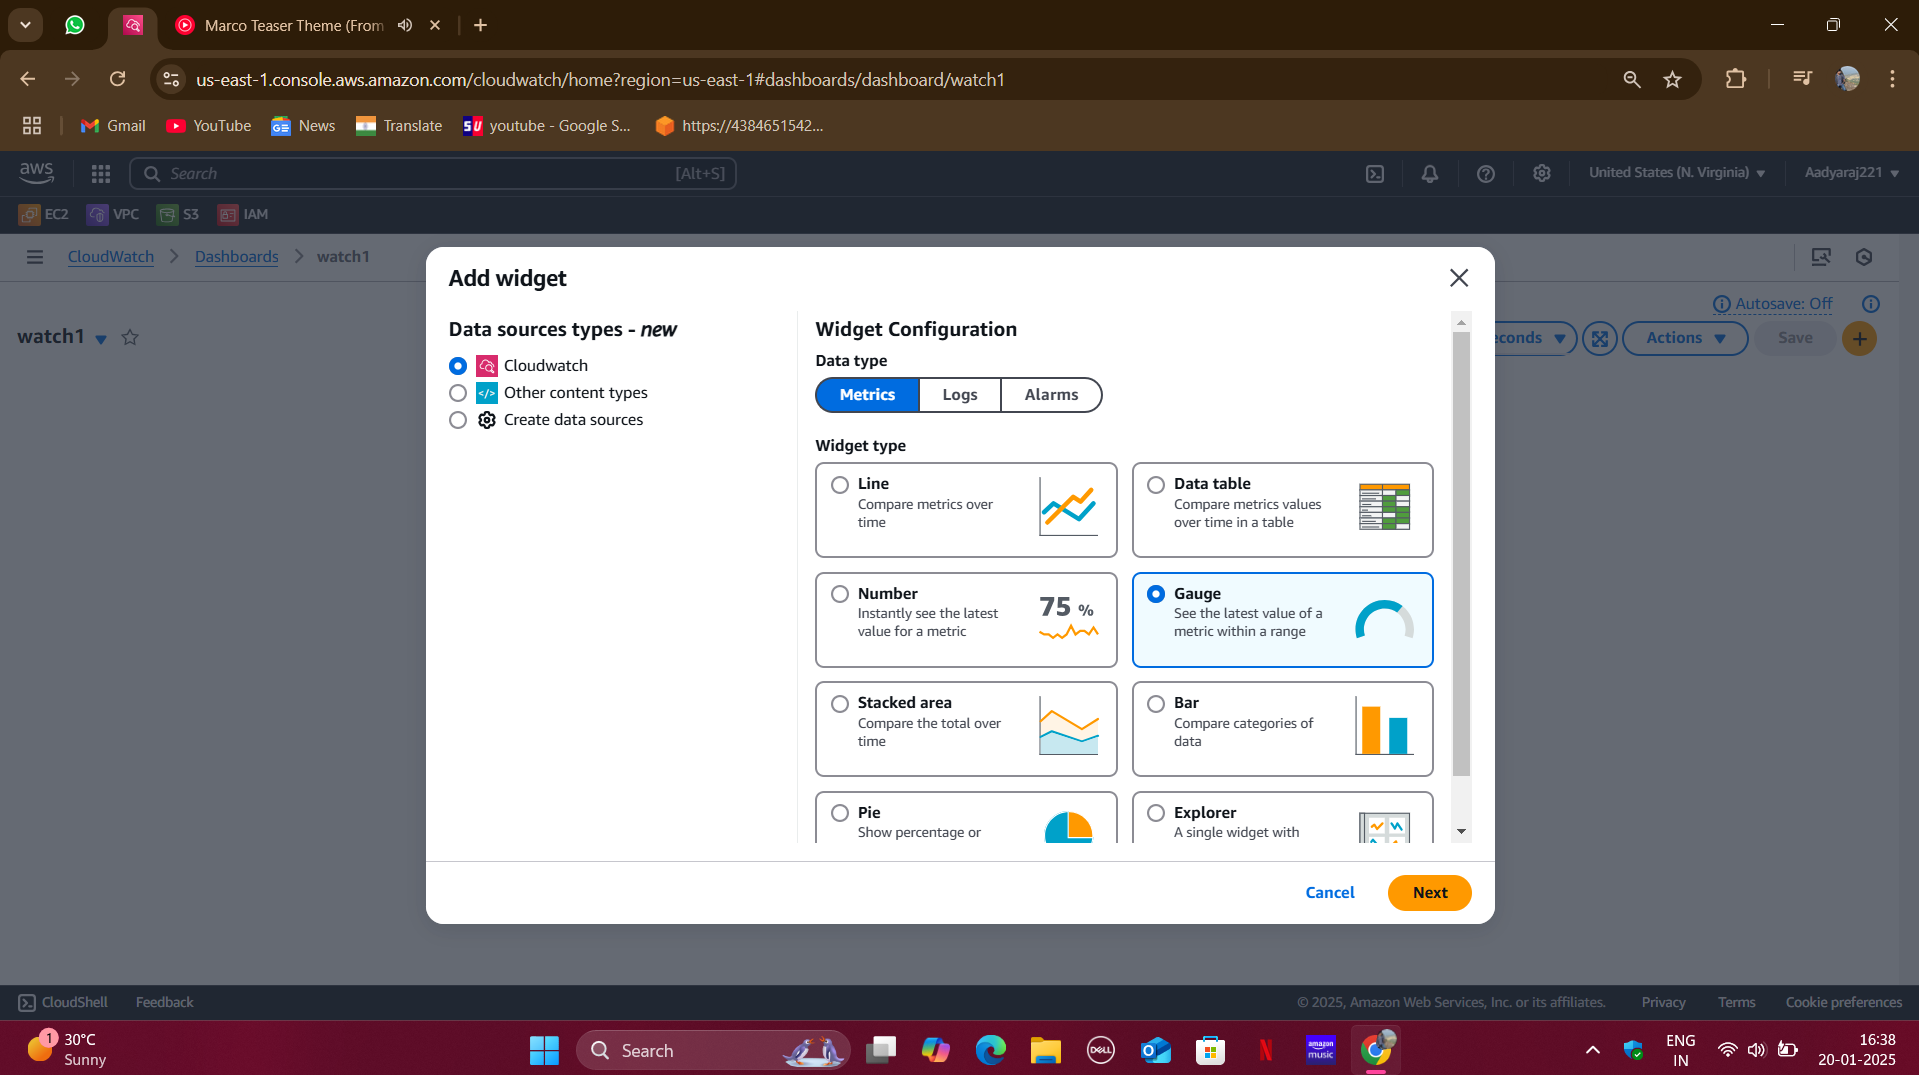 Marco Teaser Theme (From
us-east-1.console.aws.amazon.com/cloudwatch/home?region=us-east-1#dashboards/dashboard/watch1
Gmail
YouTube
News
Translate
SU
youtube - Google S...
https://4384651542...
aws
Search
[Alt+S]
United States (N. Virginia)
Aadyaraj221
EC2
VPC
S3
IAM
CloudWatch
Dashboards
watch1
Autosave: Off
watch1
econds
Actions
Save
Add widget
Data sources types - new
Cloudwatch
Other content types
Create data sources
Widget Configuration
Data type
Metrics
Logs
Alarms
Widget type
Line
Compare metrics over
time
Data table
Compare metrics values
over time in a table
Number
Instantly see the latest
value for a metric
75 %
Gauge
See the latest value of a
metric within a range
Stacked area
Compare the total over
time
Bar
Compare categories of
data
Pie
Show percentage or
Explorer
A single widget with
Cancel
Next
CloudShell
Feedback
© 2025, Amazon Web Services, Inc. or its affiliates.
Privacy
Terms
Cookie preferences
1
30°C
Sunny
Search
DELL
amazon
music
ENG
IN
16:38
20-01-2025